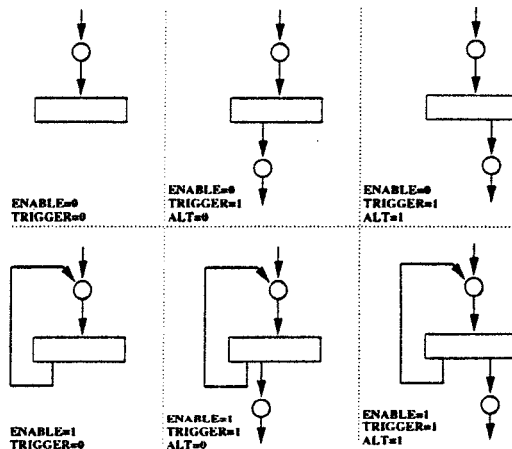 ENABLE=0
TRIGGER=0
ENABLE=0
TRIGGER=1
ALT=0
ENABLE=0
TRIGGER=1
ALT=1
ENABLE=1
TRIGGER=0
ENABLE=1
TRIGGER=1
ALT=0
ENABLE=1
TRIGGER=1
ALT=1